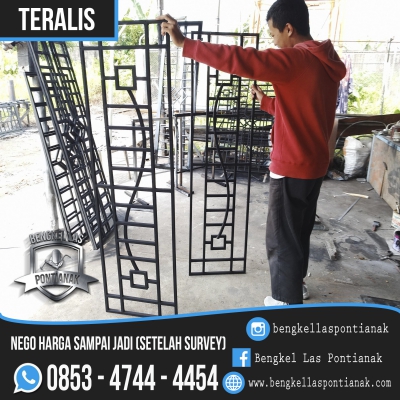 TERALIS
BENGKEL LAS
PONTIANAK
NEGO HARGA SAMPAI JADI (SETELAH SURVEY)
0853 - 4744 - 4454
bengkellaspontianak
Bengkel Las Pontianak
www.bengkellaspontianak.com